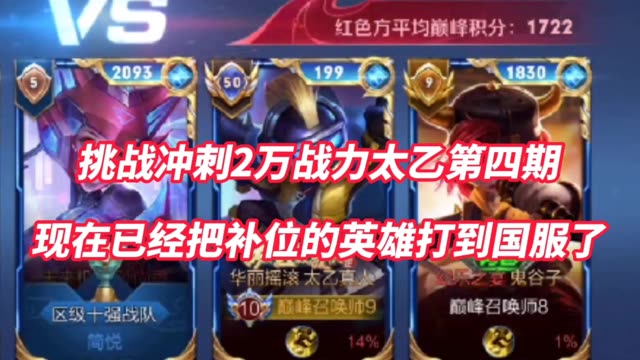 VS
红色方平均巅峰积分：1722
5 2093
50 199
9 1830
挑战冲刺2万战力太乙第四期
现在已经把补位的英雄打到国服了
华丽摇滚 太乙真人
鬼谷子
区级十强战队
10 巅峰召唤师9
巅峰召唤师8
简悦
14%
1%